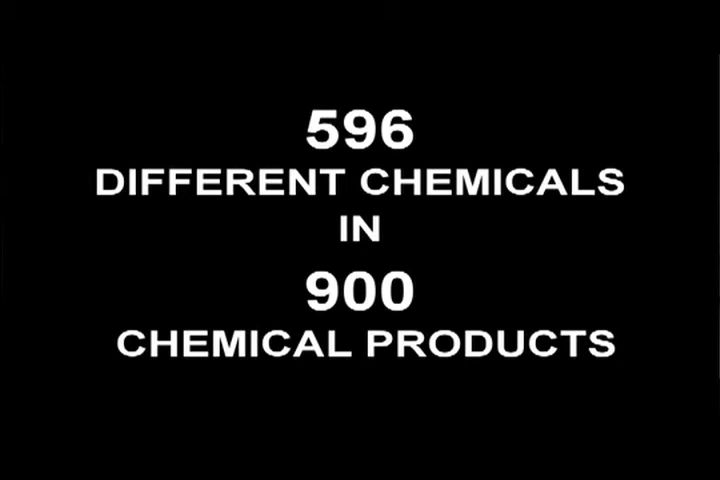 596
DIFFERENT CHEMICALS
IN
900
CHEMICAL PRODUCTS